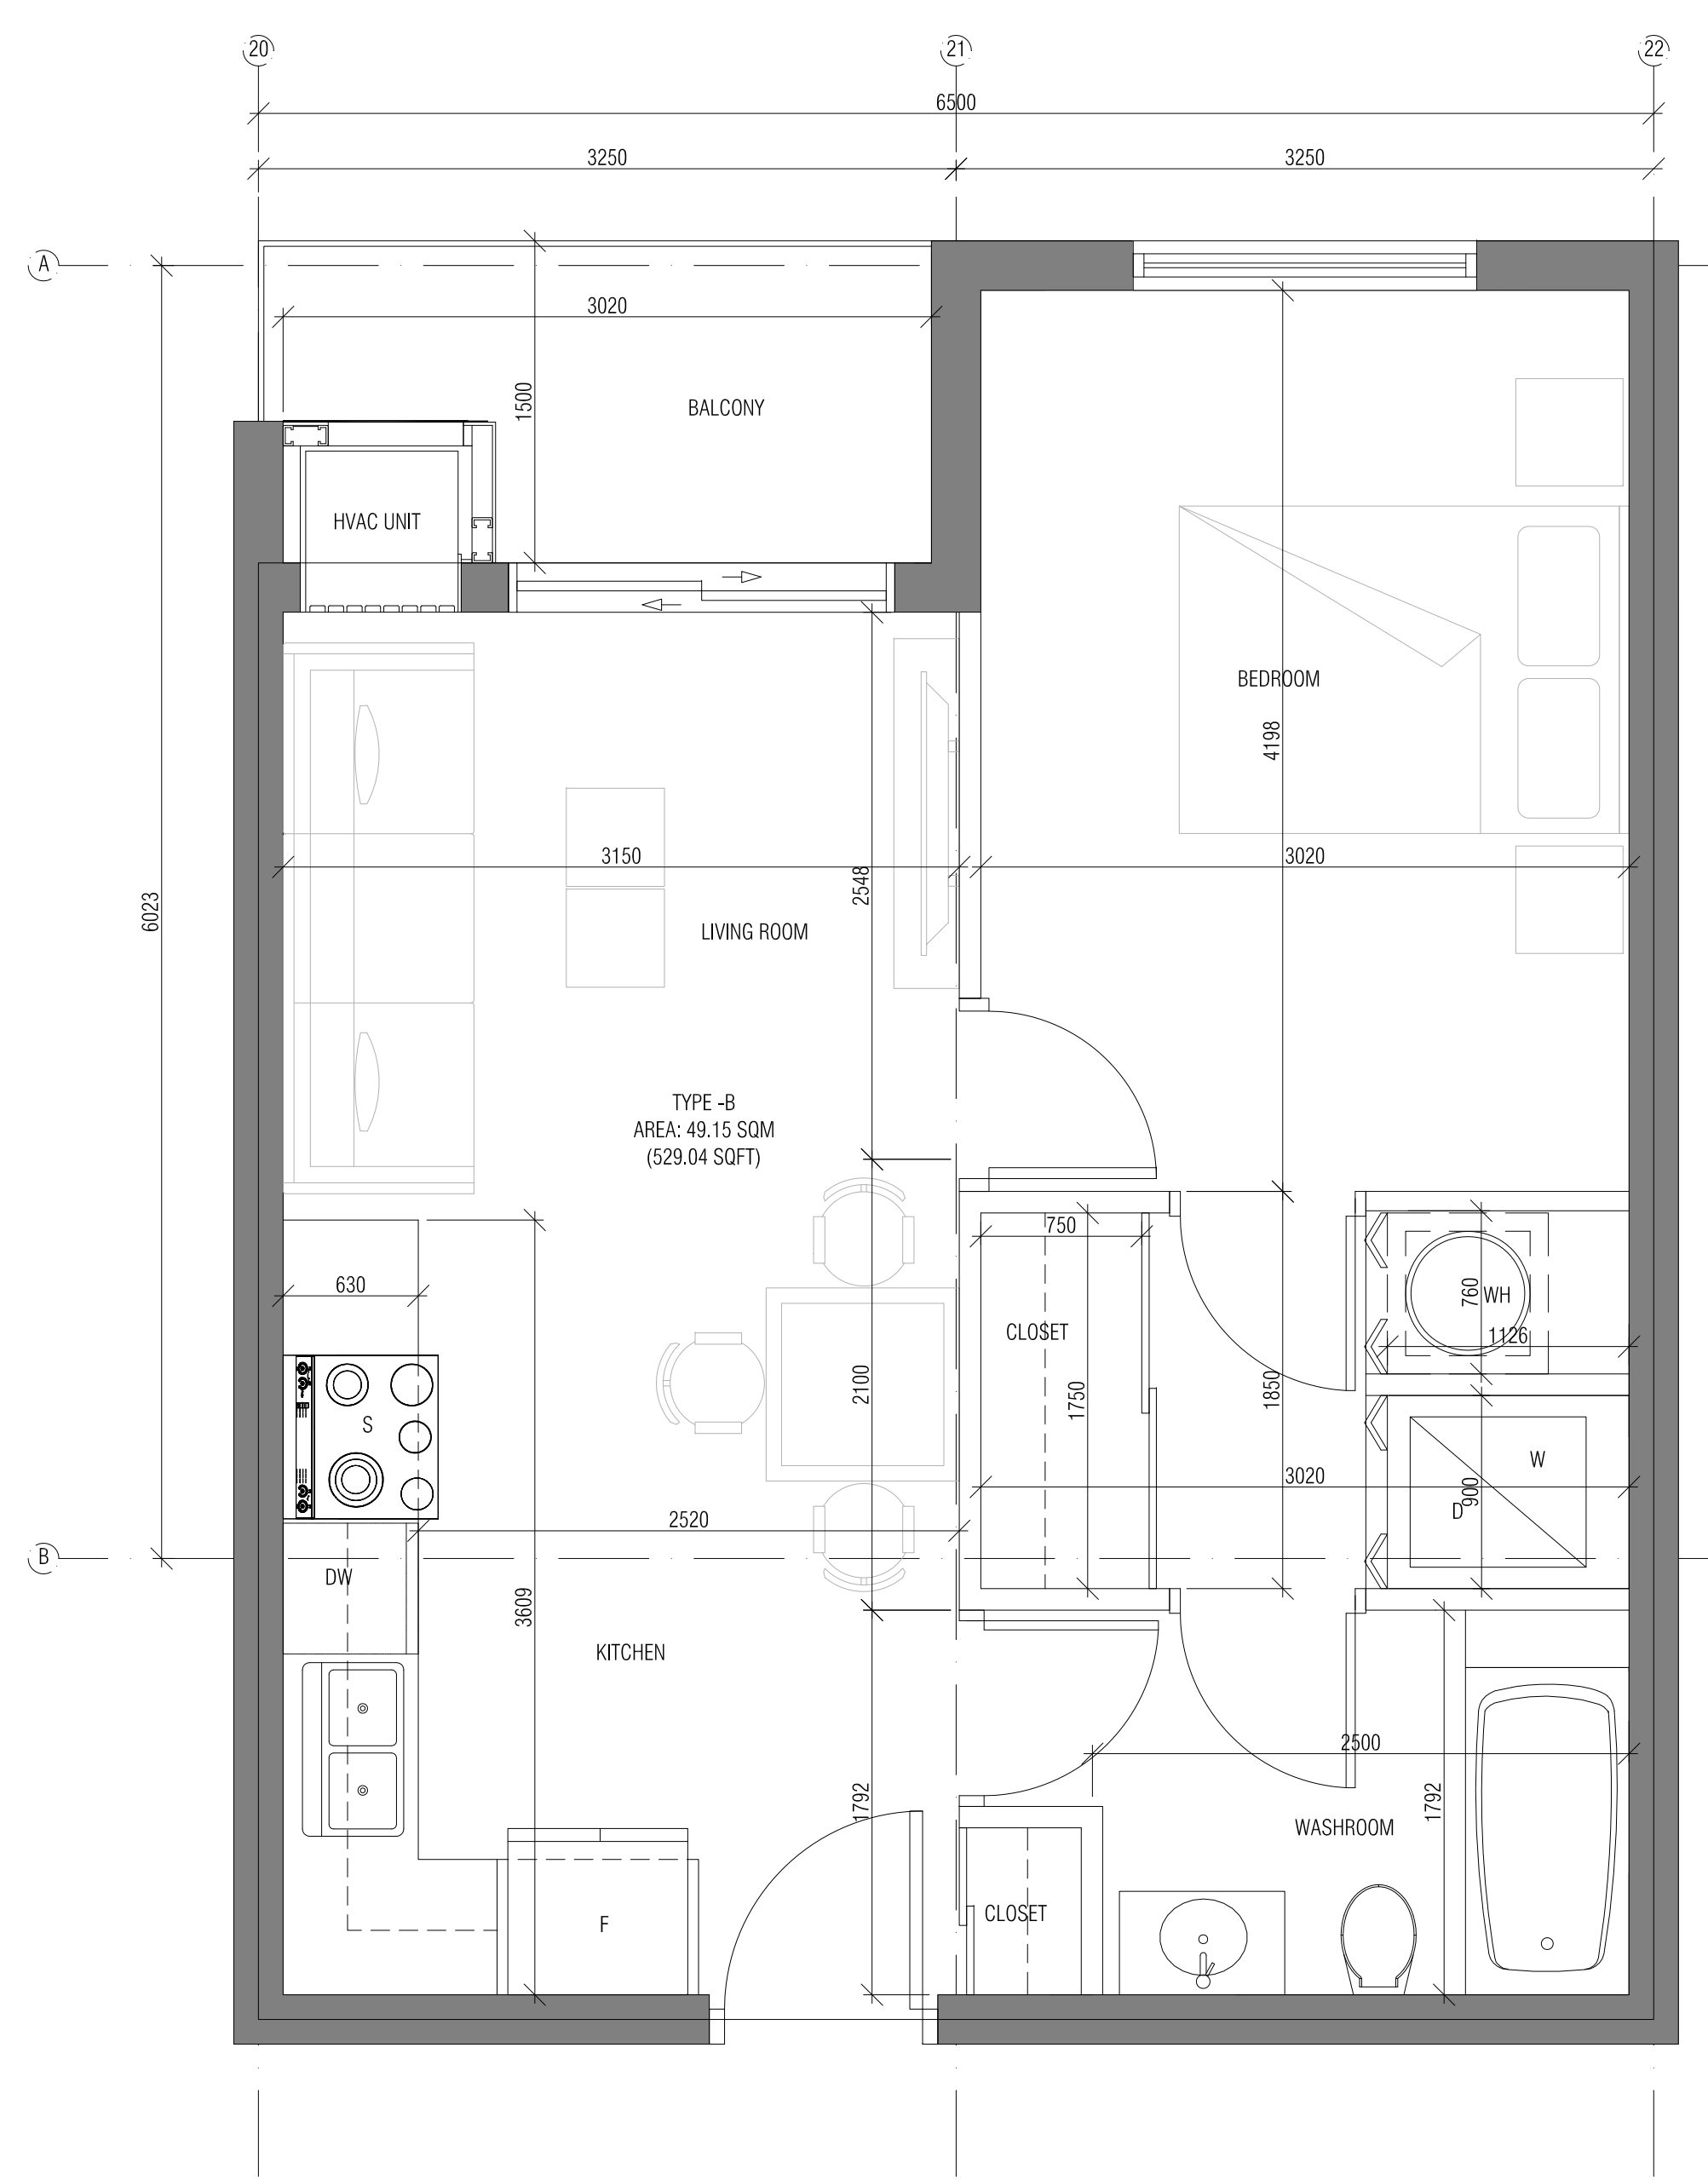 20
21
22
6500
3250
3250
A
3020
1500
BALCONY
HVAC UNIT
BEDROOM
4198
3150
3020
2548
6023
LIVING ROOM
TYPE -B
AREA: 49.15 SQM
(529.04 SQFT)
750
630
760
WH
CLOSET
1126
2100
1750
1850
S
W
3020
900
D
2520
B
DW
3609
KITCHEN
2500
1792
1792
WASHROOM
CLOSET
F